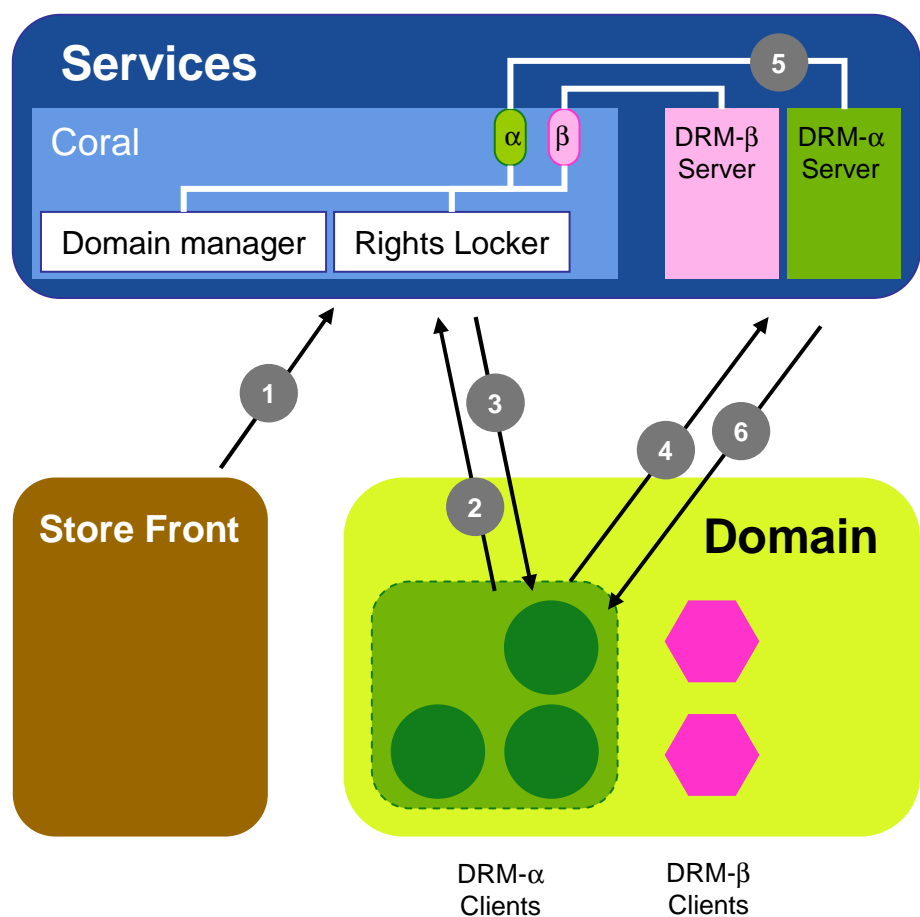 Services
5
Coral
α
β
DRM-β
Server
DRM-α
Server
Domain manager
Rights Locker
1
3
4
6
2
Store Front
Domain
DRM-α
Clients
DRM-β
Clients